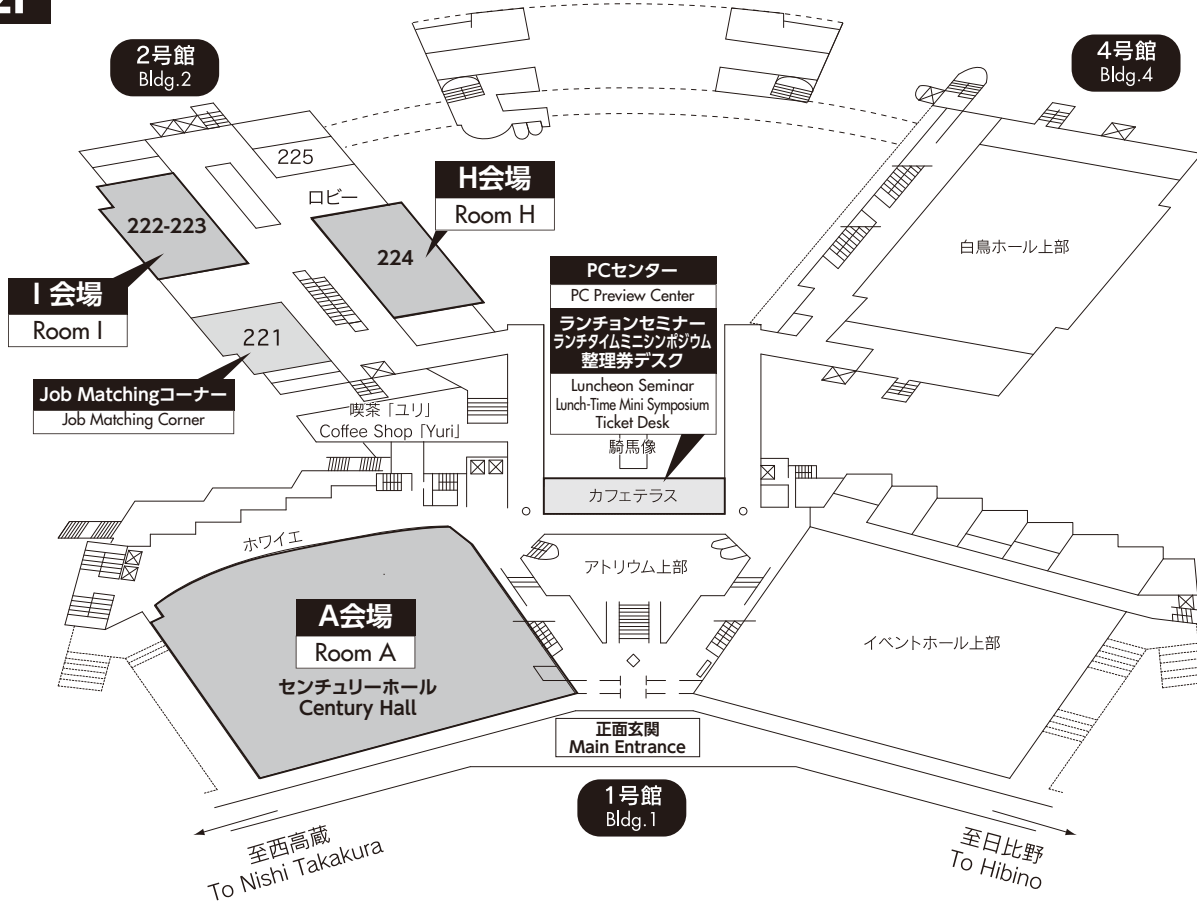 2号館
Bldg.2
4号館
Bldg.4
225
ロビー
H会場
Room H
222-223
224
白鳥ホール上部
I 会場
Room I
221
PCセンター
PC Preview Center
ランチョンセミナー
ランチタイムミニシンポジウム
整理券デスク
Luncheon Seminar
Lunch-Time Mini Symposium
Ticket Desk
Job Matchingコーナー
Job Matching Corner
喫茶「ユリ」
Coffee Shop「Yuri」
騎馬像
カフェテラス
ホワイエ
アトリウム上部
A会場
Room A
センチュリーホール
Century Hall
イベントホール上部
正面玄関
Main Entrance
1号館
Bldg.1
至西高蔵
To Nishi Takakura
至日比野
To Hibino